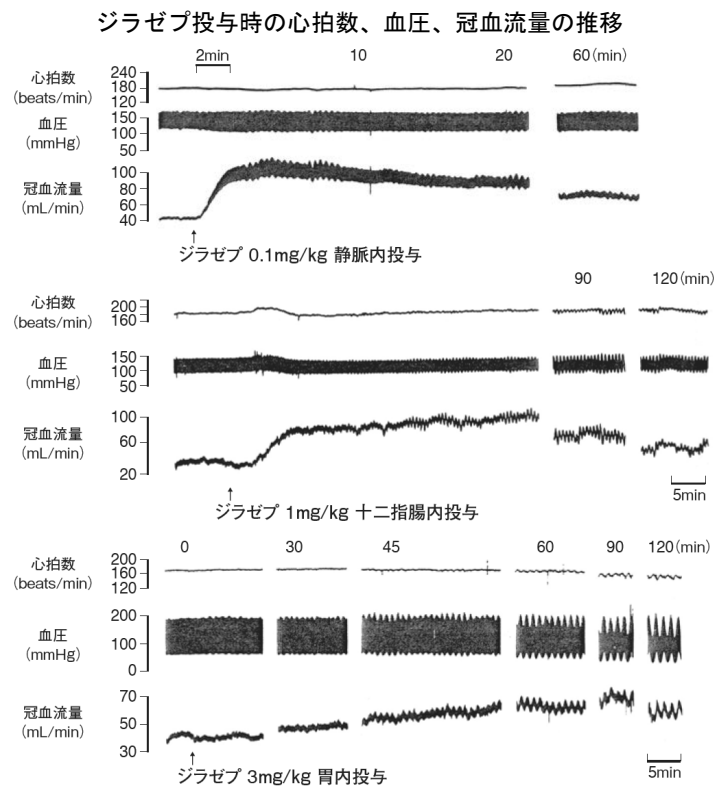 ジラゼプ投与時の心拍数、血圧、冠血流量の推移
2min 10 20 60(min)
心拍数
(beats/min)
240
180
120
血圧
(mmHg)
150
100
50
冠血流量
(mL/min)
100
80
60
40
ジラゼプ 0.1mg/kg 静脈内投与
90 120(min)
心拍数
(beats/min)
200
160
血圧
(mmHg)
150
100
50
冠血流量
(mL/min)
100
60
20
5min
ジラゼプ 1mg/kg 十二指腸内投与
0 30 45 60 90 120(min)
心拍数
(beats/min)
200
160
120
血圧
(mmHg)
200
100
0
冠血流量
(mL/min)
70
50
30
5min
ジラゼプ 3mg/kg 胃内投与